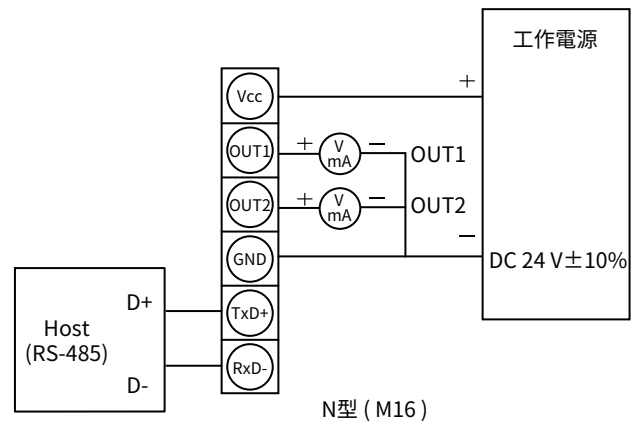 工作電源
+
Vcc
OUT1
+
V
mA
−
OUT1
OUT2
+
V
mA
−
OUT2
−
GND
DC 24 V±10%
D+
TxD+
Host
(RS-485)
RxD-
D-
N型 ( M16 )